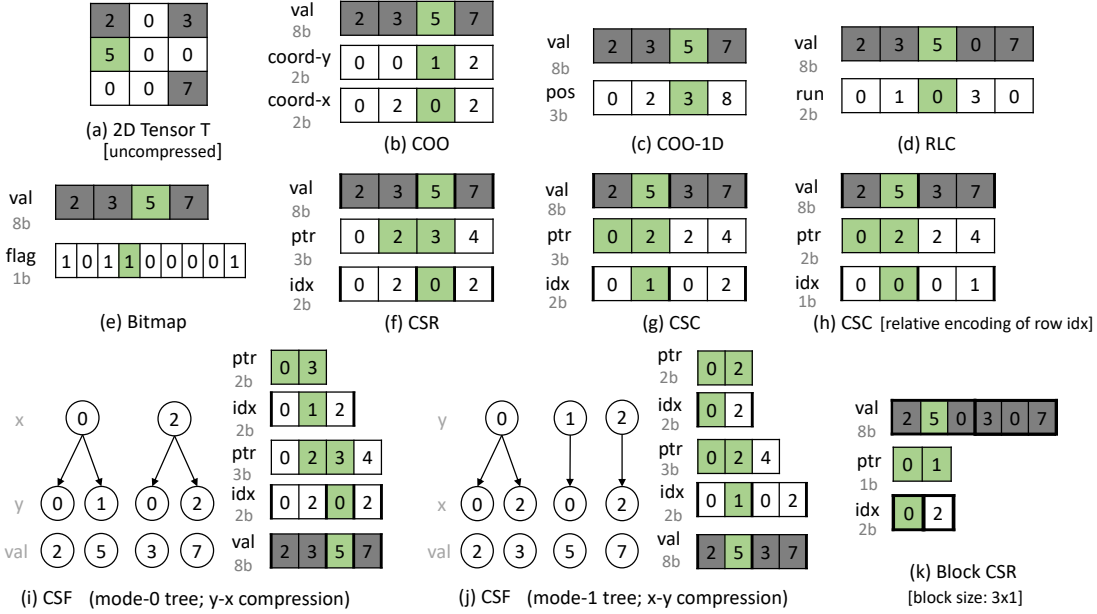 2 0 3
5 0 0
0 0 7
(a) 2D Tensor T
[uncompressed]
val 2 3 5 7
8b
coord-y 0 0 1 2
2b
coord-x 0 2 0 2
2b
(b) COO
val 2 3 5 7
8b
pos 0 2 3 8
3b
(c) COO-1D
val 2 3 5 0 7
8b
run 0 1 0 3 0
2b
(d) RLC
val 2 3 5 7
8b
flag 1 0 1 1 0 0 0 0 0 1
1b
(e) Bitmap
val 2 3 5 7
8b
ptr 0 2 3 4
3b
idx 0 2 0 2
2b
(f) CSR
val 2 5 3 7
8b
ptr 0 2 2 4
3b
idx 0 1 0 2
2b
(g) CSC
val 2 5 3 7
8b
ptr 0 2 2 4
2b
idx 0 0 0 1
1b
(h) CSC [relative encoding of row idx]
x 0 2
y 0 1 0 2
val 2 5 3 7
ptr 0 3
2b
idx 0 1 2
2b
ptr 0 2 3 4
3b
idx 0 2 0 2
2b
val 2 3 5 7
8b
(i) CSF (mode-0 tree; y-x compression)
y 0 1 2
x 0 2 0 2
val 2 3 5 7
ptr 0 2
2b
idx 0 2
2b
ptr 0 2 4
3b
idx 0 1 0 2
2b
val 2 5 3 7
8b
(j) CSF (mode-1 tree; x-y compression)
val 2 5 0 3 0 7
8b
ptr 0 1
1b
idx 0 2
2b
(k) Block CSR
[block size: 3x1]